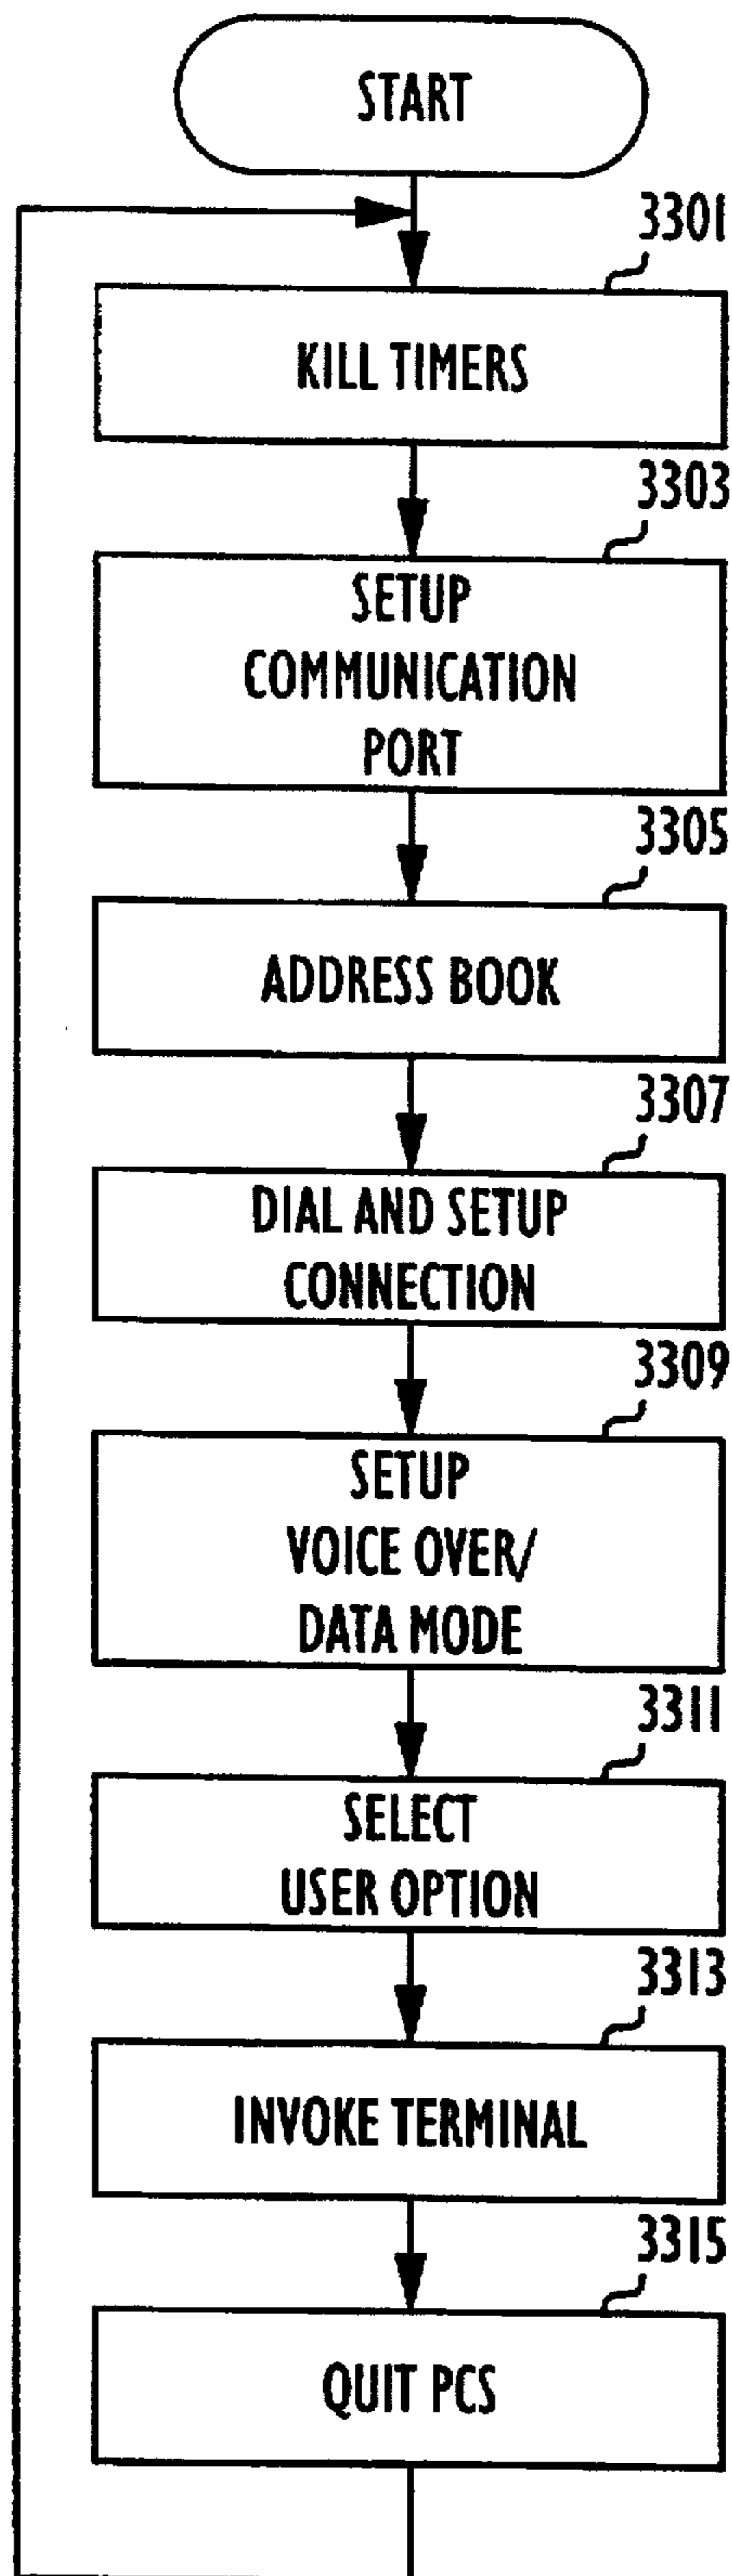 START
3301
KILL TIMERS
3303
SETUP
COMMUNICATION
PORT
3305
ADDRESS BOOK
3307
DIAL AND SETUP
CONNECTION
3309
SETUP
VOICE OVER/
DATA MODE
3311
SELECT
USER OPTION
3313
INVOKE TERMINAL
3315
QUIT PCS